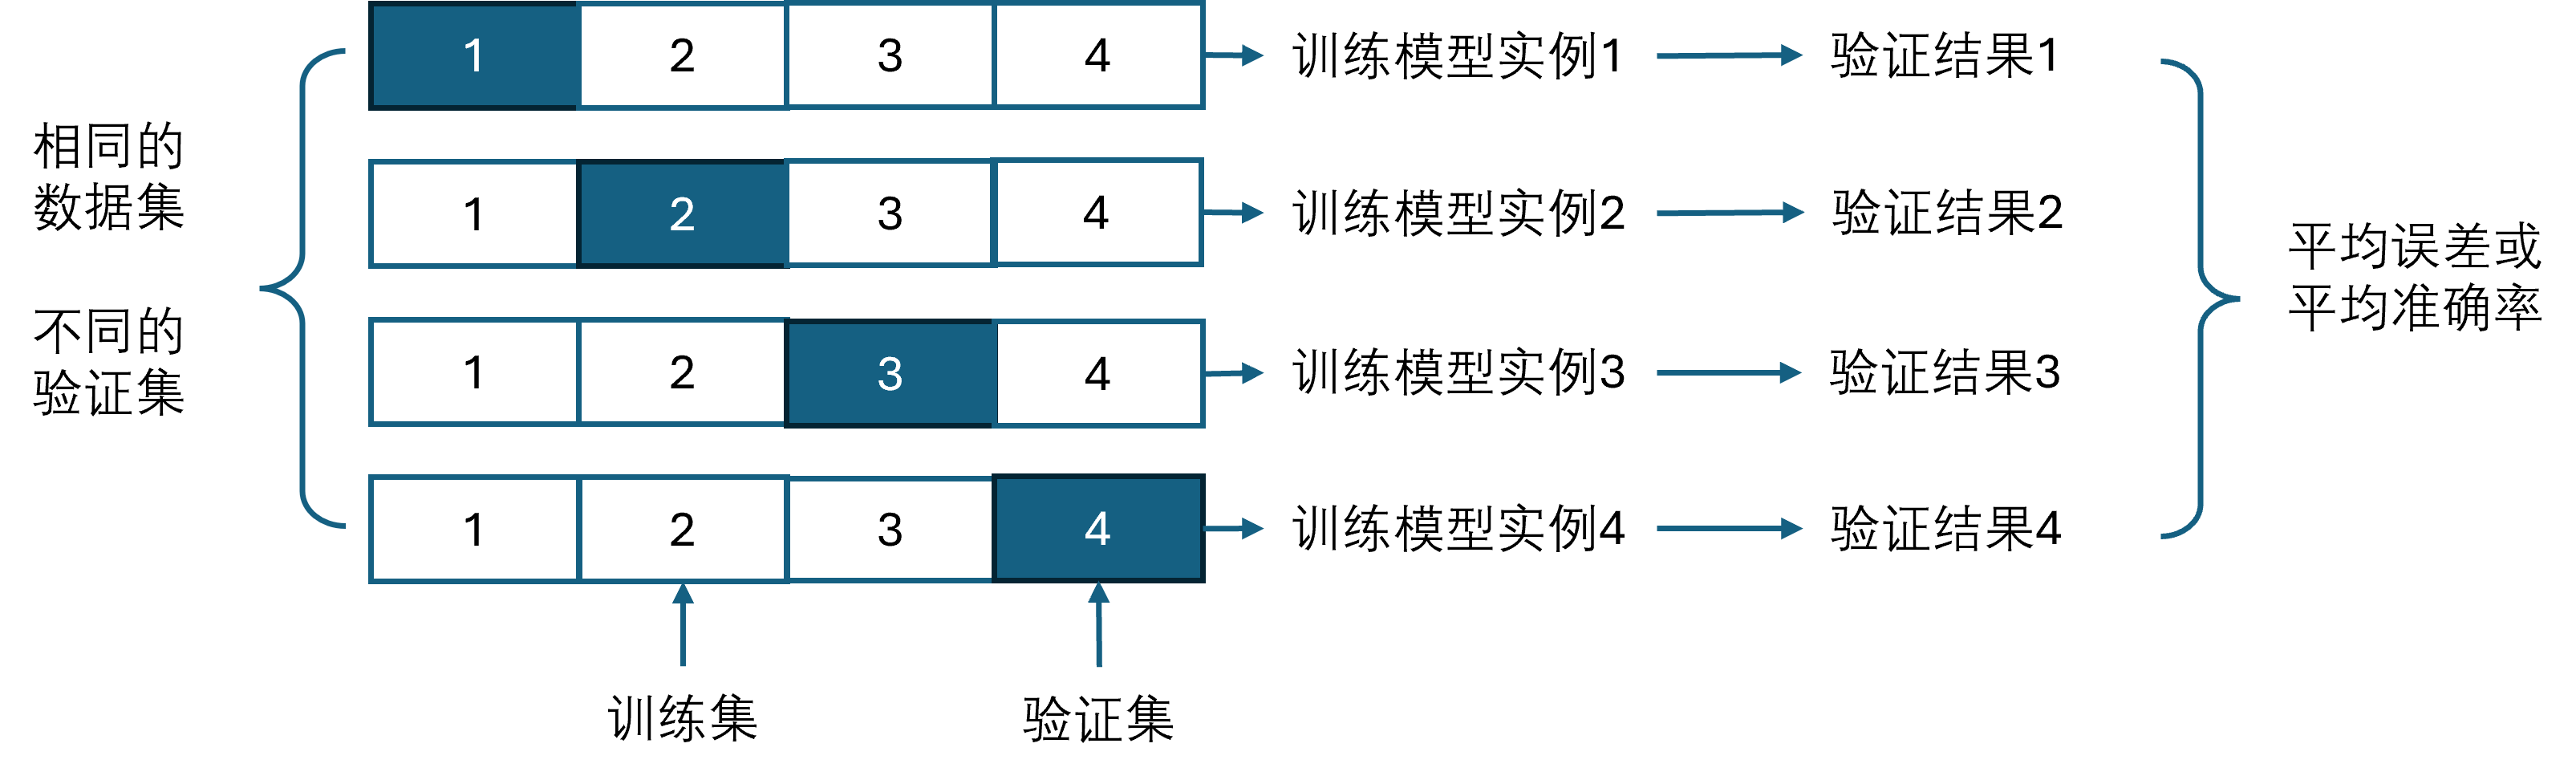 相同的
数据集
不同的
验证集
1 2 3 4 训练模型实例1 验证结果1
1 2 3 4 训练模型实例2 验证结果2
1 2 3 4 训练模型实例3 验证结果3
1 2 3 4 训练模型实例4 验证结果4
平均误差或
平均准确率
训练集 验证集